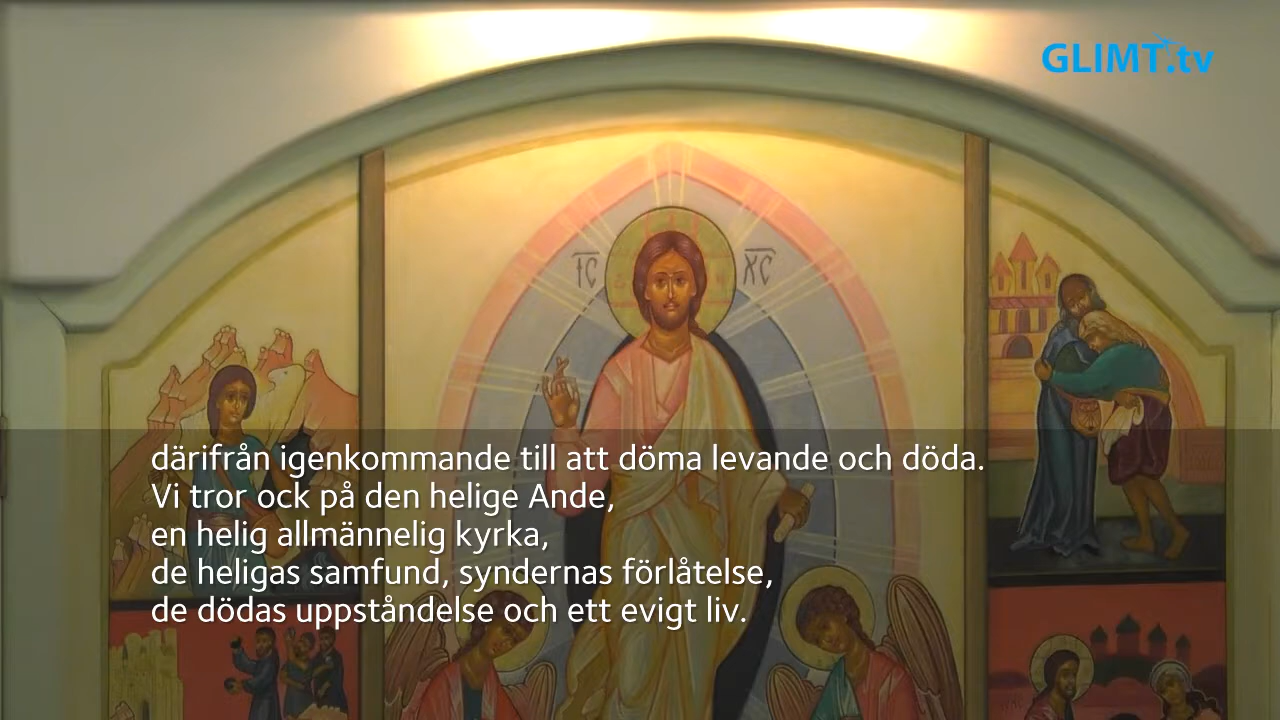 GLIMT.tv
IC XC
därifrån igenkommande till att döma levande och döda.
Vi tror ock på den helige Ande,
en helig allmännelig kyrka,
de heligas samfund, syndernas förlåtelse,
de dödas uppståndelse och ett evigt liv.